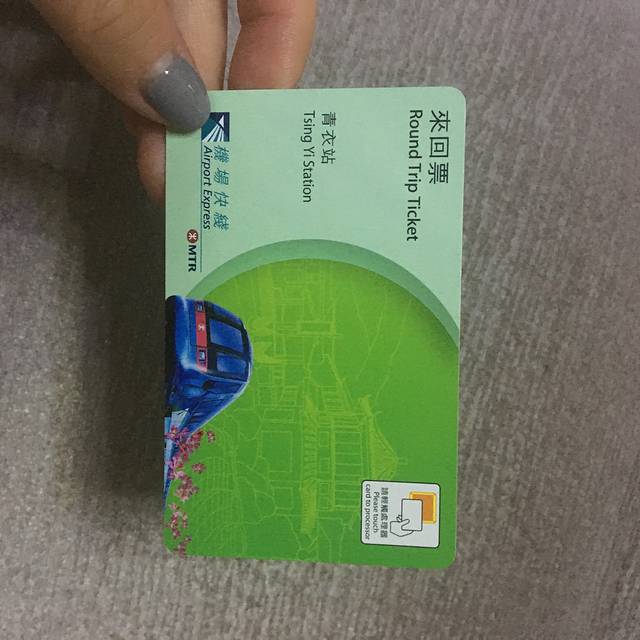 來回票
Round Trip Ticket
青衣站
Tsing Yi Station
機場快綫
Airport Express
MTR
請輕觸處理器
Please touch
card to processor